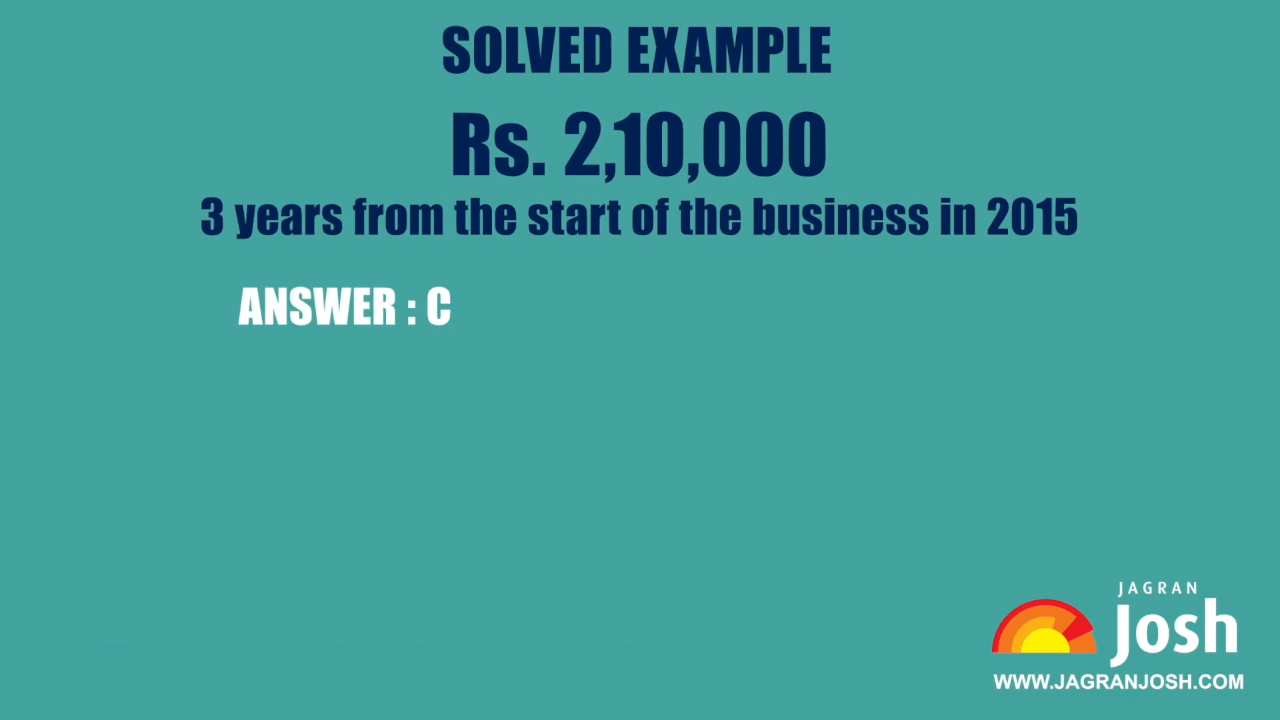 SOLVED EXAMPLE
Rs. 2,10,000
3 years from the start of the business in 2015
ANSWER : C
JAGRAN
Josh
WWW.JAGRANJOSH.COM